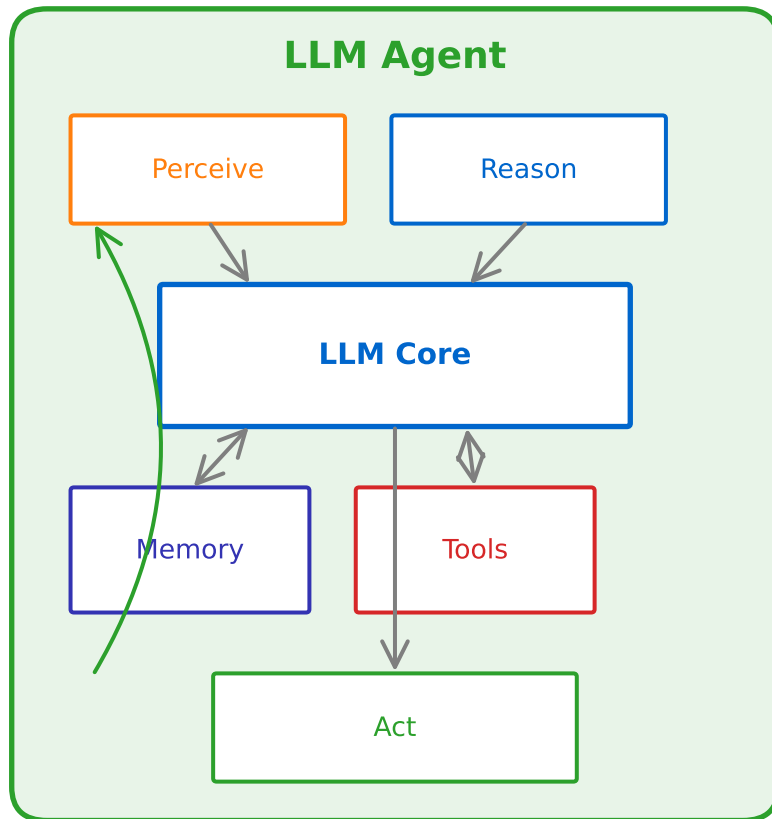 LLM Agent
Perceive
Reason
LLM Core
Memory
Tools
Act